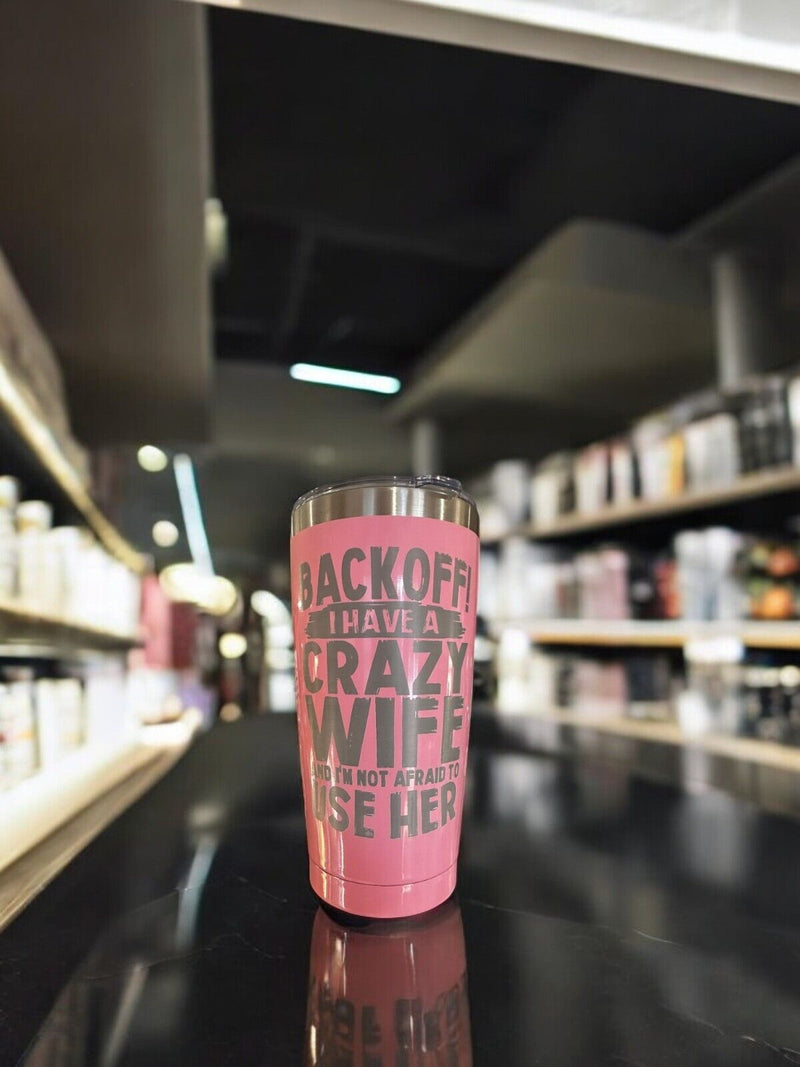 BACKOFF!
I HAVE A
CRAZY
WIFE
AND I'M NOT AFRAID TO
USE HER